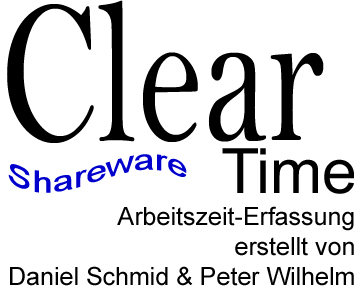 Clear
Shareware
Time
Arbeitszeit-Erfassung
erstellt von
Daniel Schmid & Peter Wilhelm